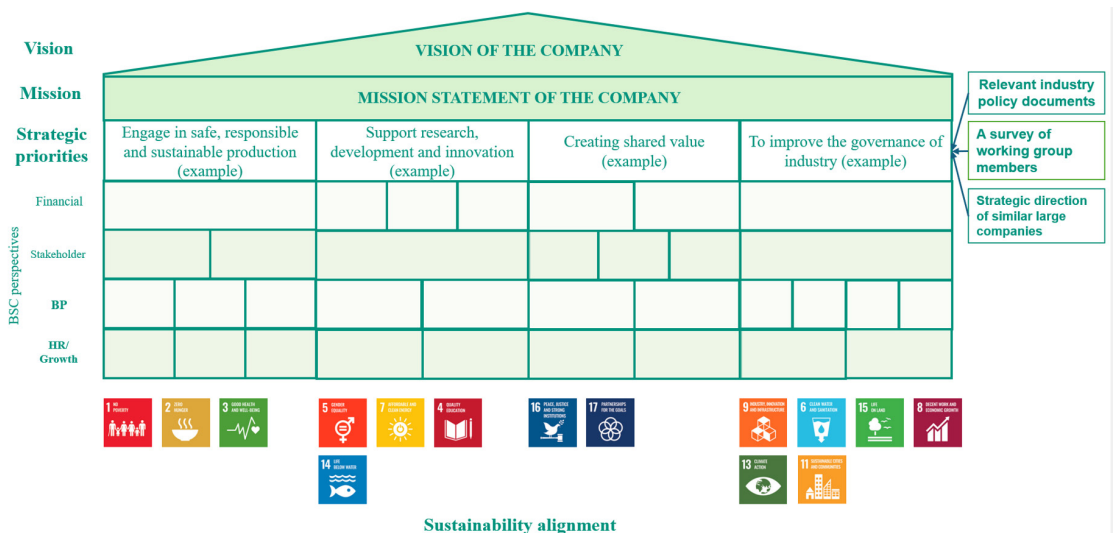 Vision
VISION OF THE COMPANY
Mission
MISSION STATEMENT OF THE COMPANY
Strategic
priorities
Engage in safe, responsible
and sustainable production
(example)
Support research,
development and innovation
(example)
Creating shared value
(example)
To improve the governance of
industry (example)
Relevant industry
policy documents
A survey of
working group
members
Strategic direction
of similar large
companies
BSC perspectives
Financial
Stakeholder
BP
HR/
Growth
1 NO
POVERTY
2 ZERO
HUNGER
3 GOOD HEALTH
AND WELL-BEING
5 GENDER
EQUALITY
7 AFFORDABLE AND
CLEAN ENERGY
4 QUALITY
EDUCATION
16 PEACE, JUSTICE
AND STRONG
INSTITUTIONS
17 PARTNERSHIPS
FOR THE GOALS
9 INDUSTRY, INNOVATION
AND INFRASTRUCTURE
6 CLEAN WATER
AND SANITATION
15 LIFE
ON LAND
8 DECENT WORK AND
ECONOMIC GROWTH
14 LIFE
BELOW WATER
13 CLIMATE
ACTION
11 SUSTAINABLE CITIES
AND COMMUNITIES
Sustainability alignment